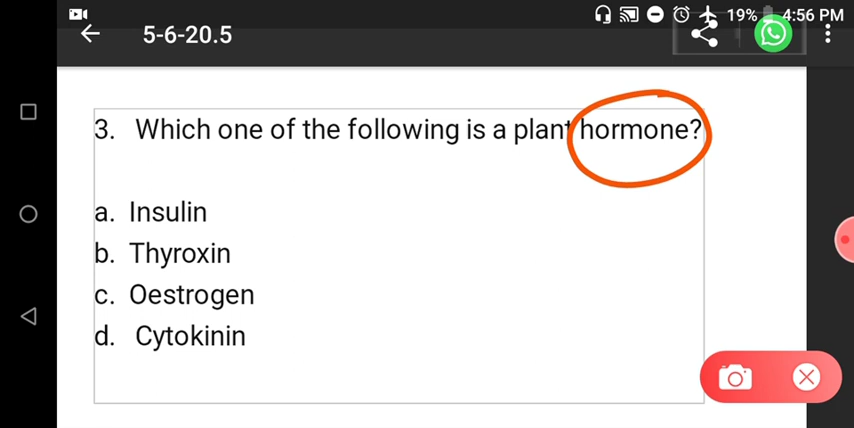 19% 4:56 PM
5-6-20.5
3. Which one of the following is a plant hormone?
a. Insulin
b. Thyroxin
c. Oestrogen
d. Cytokinin